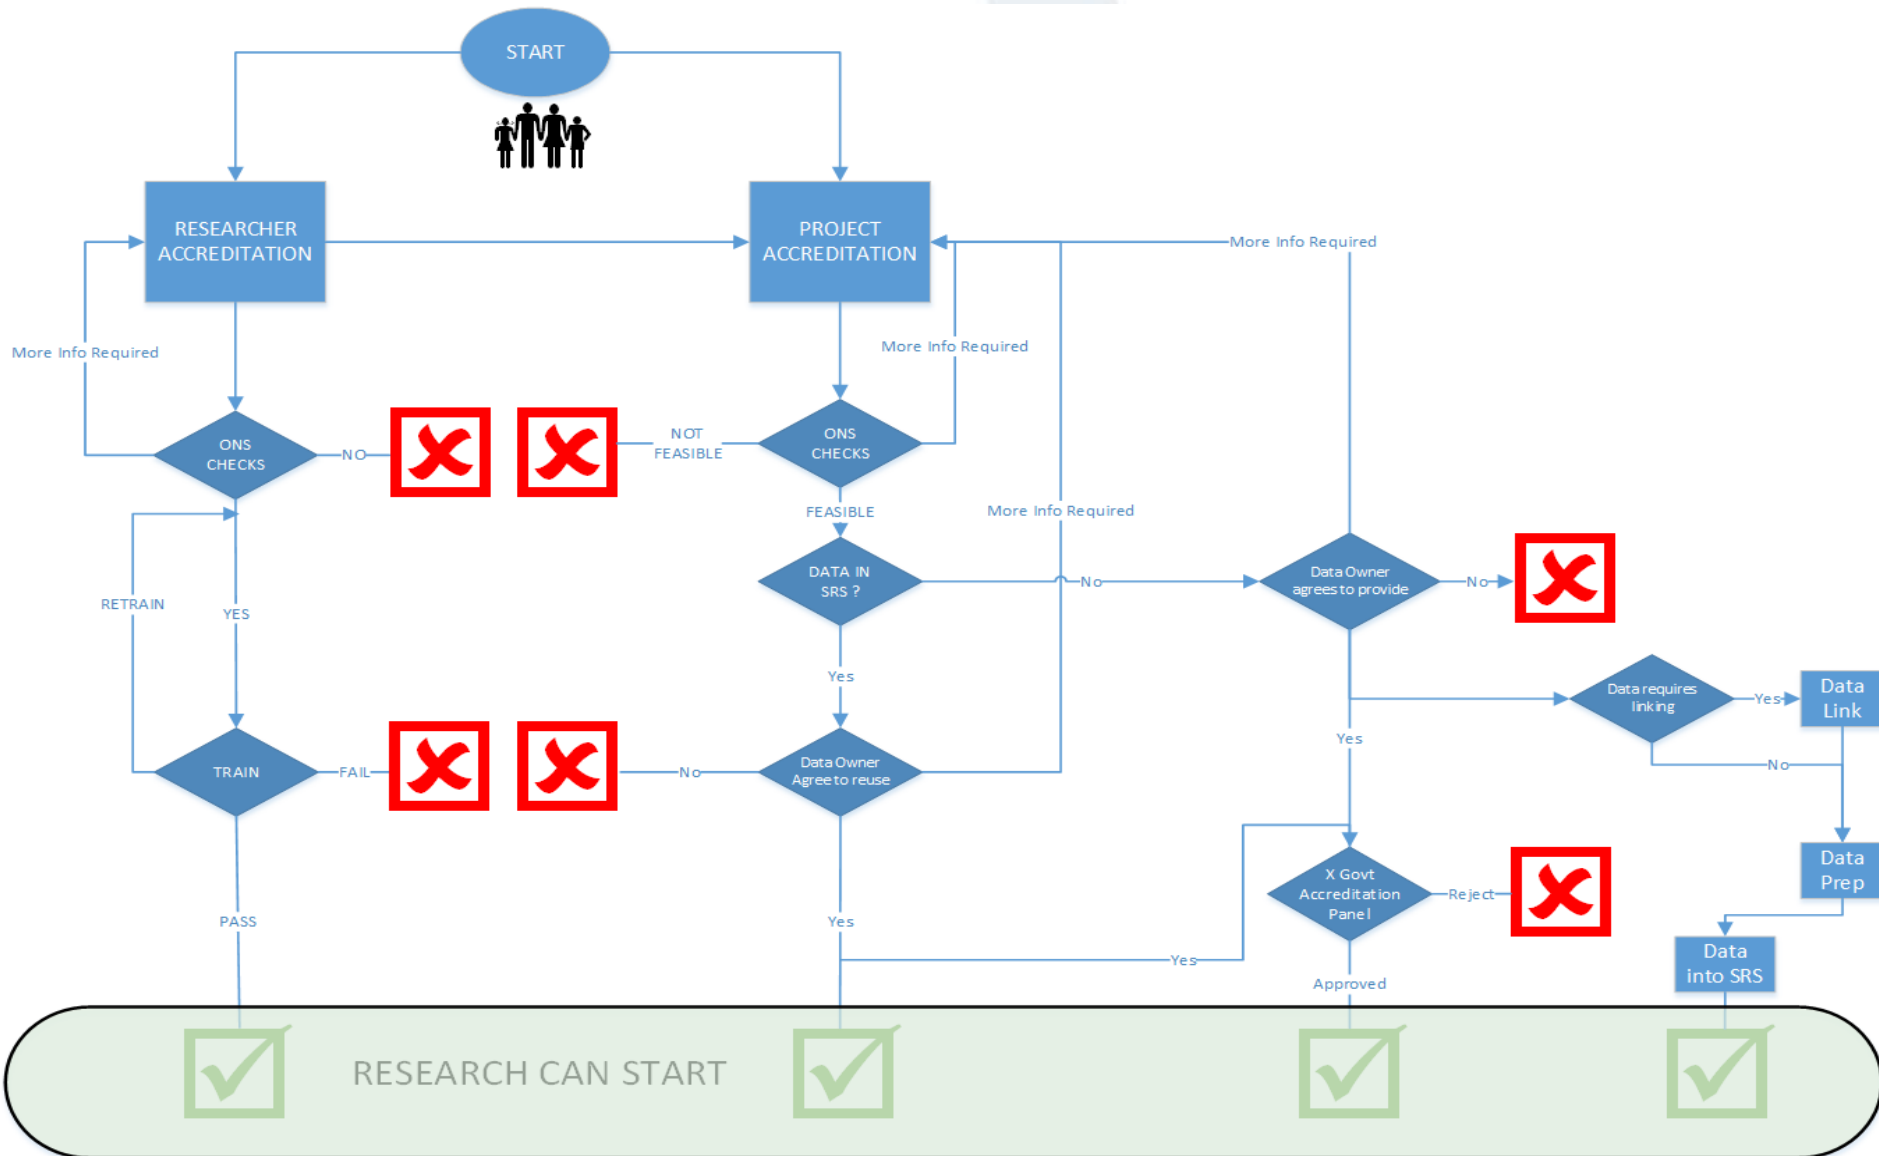 START
RESEARCHER
ACCREDITATION
PROJECT
ACCREDITATION
More Info Required
More Info Required
More Info Required
ONS
CHECKS
NO
NOT
FEASIBLE
ONS
CHECKS
FEASIBLE
More Info Required
DATA IN
SRS ?
No
Data Owner
agrees to provide
No
RETRAIN
YES
Yes
Data requires
linking
Yes
Data
Link
Yes
No
TRAIN
FAIL
No
Data Owner
Agree to reuse
Data
Prep
X Govt
Accreditation
Panel
Reject
PASS
Yes
Yes
Approved
Data
into SRS
RESEARCH CAN START